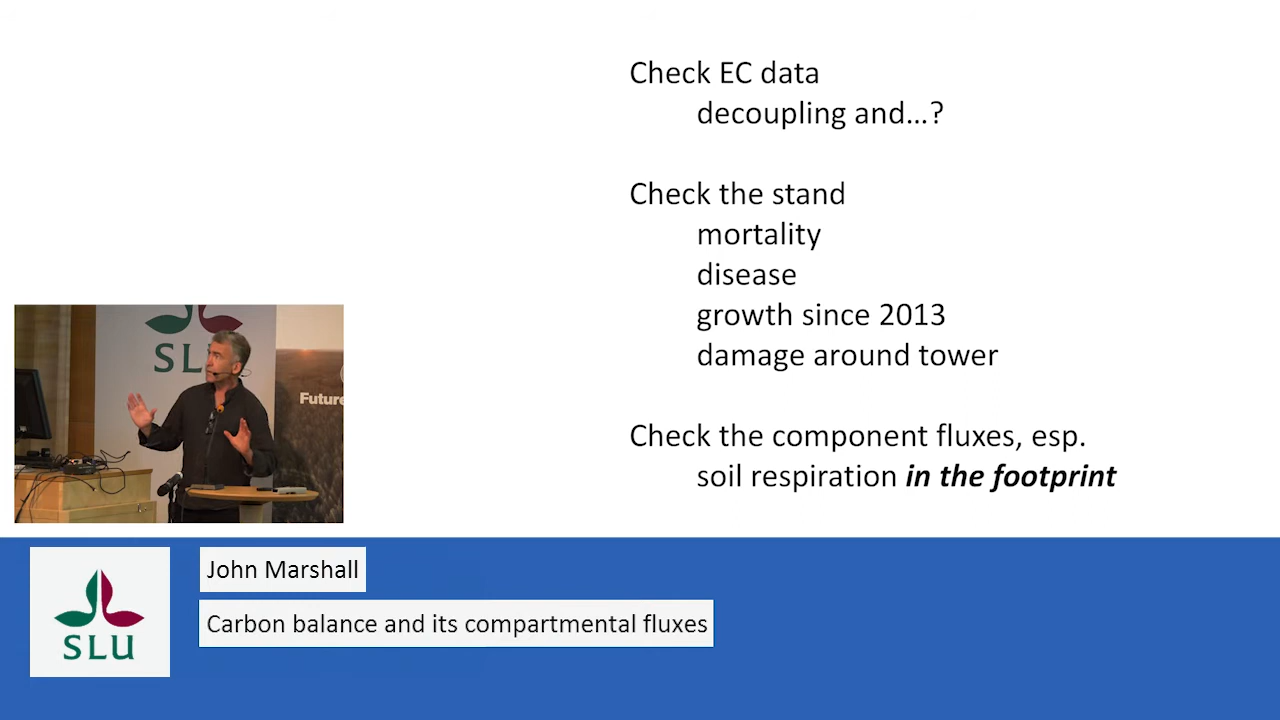 Check EC data
decoupling and...?
Check the stand
mortality
disease
growth since 2013
damage around tower
Check the component fluxes, esp.
soil respiration in the footprint
SL
Future
John Marshall
Carbon balance and its compartmental fluxes
SLU